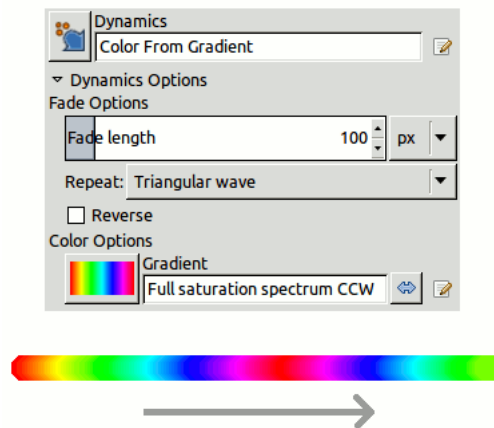 Dynamics
Color From Gradient
Dynamics Options
Fade Options
Fade length 100 px
Repeat: Triangular wave
Reverse
Color Options
Gradient
Full saturation spectrum CCW